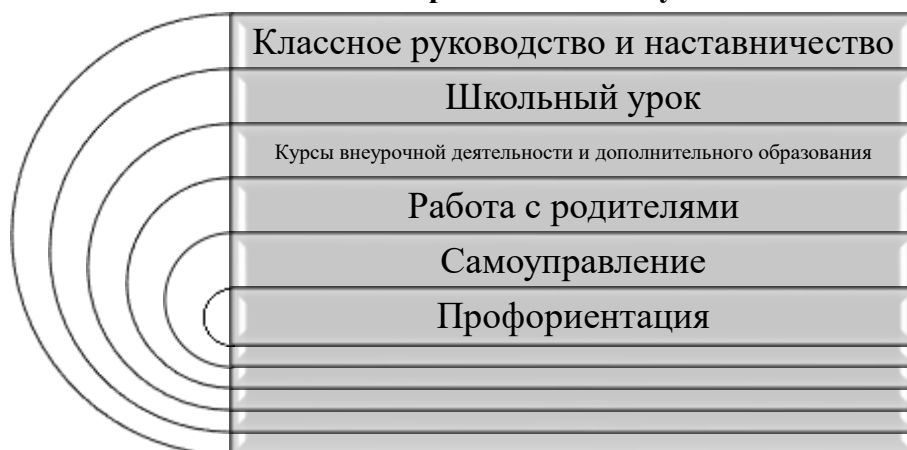 Классное руководство и наставничество
Школьный урок
Курсы внеурочной деятельности и дополнительного образования
Работа с родителями
Самоуправление
Профориентация